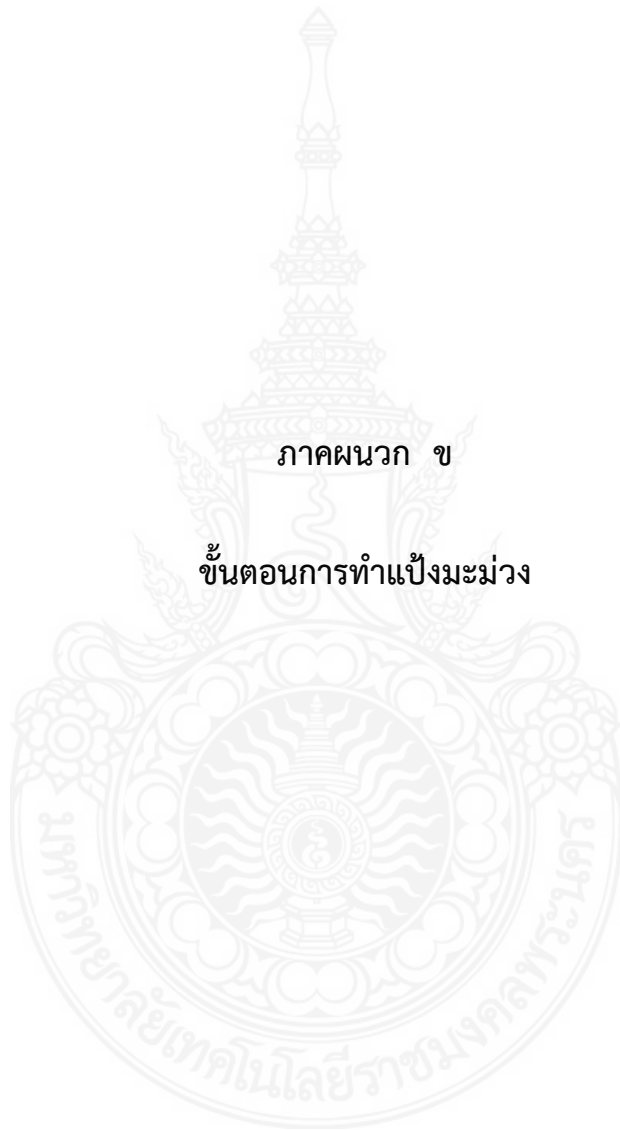 ภาคผนวก ข
ขั้นตอนการทำแป้งมะม่วง
มหาวิทยาลัยเทคโนโลยีราชมงคลพระนคร